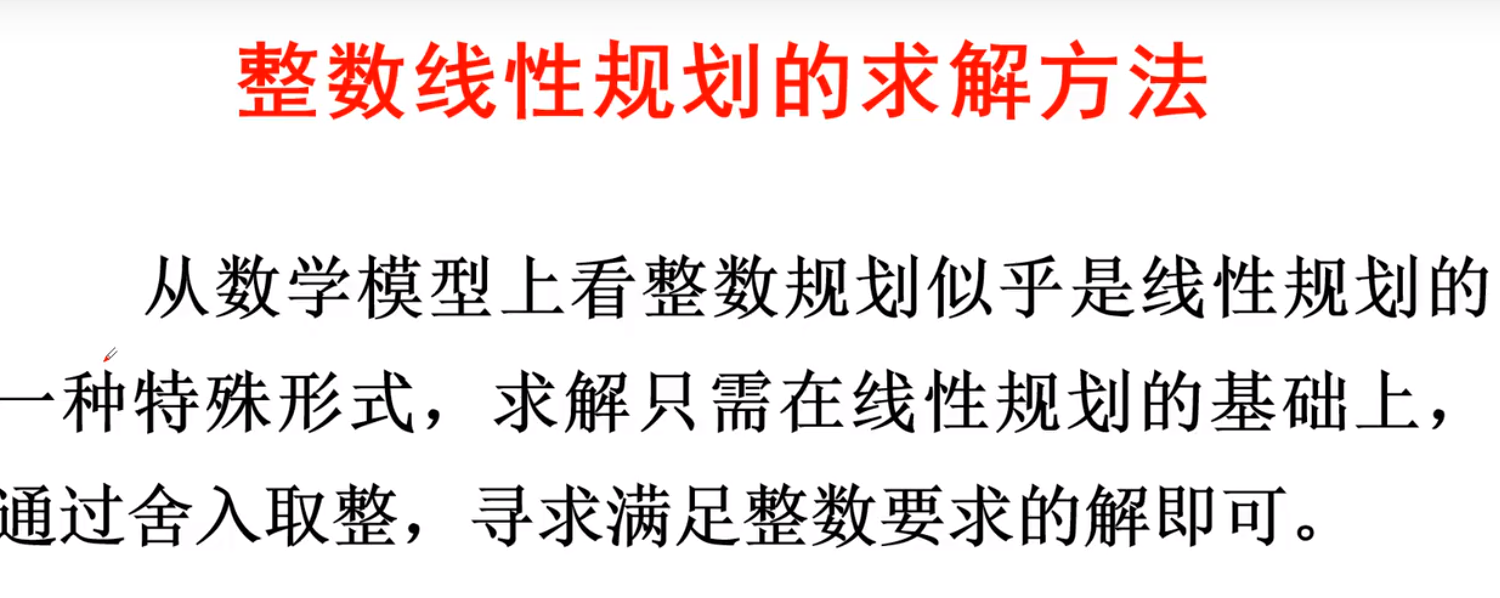 整数线性规划的求解方法
从数学模型上看整数规划似乎是线性规划的
一种特殊形式，求解只需在线性规划的基础上，
通过舍入取整，寻求满足整数要求的解即可。